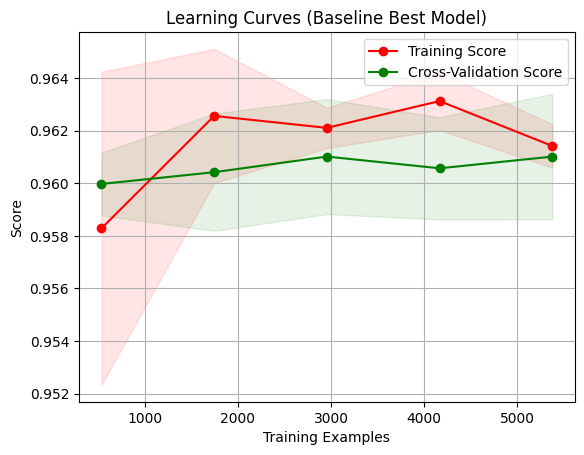 Learning Curves (Baseline Best Model)
Training Score
Cross-Validation Score
0.964
0.962
0.960
0.958
0.956
0.954
0.952
Score
1000
2000
3000
4000
5000
Training Examples